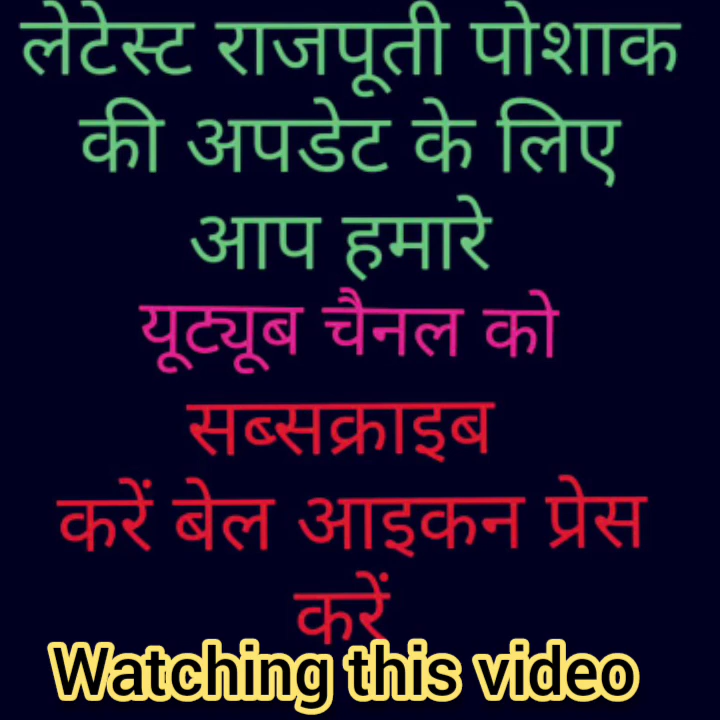 लेटेस्ट राजपूती पोशाक
की अपडेट के लिए
आप हमारे
यूट्यूब चैनल को
सब्सक्राइब
करें बेल आइकन प्रेस
करें
Watching this video